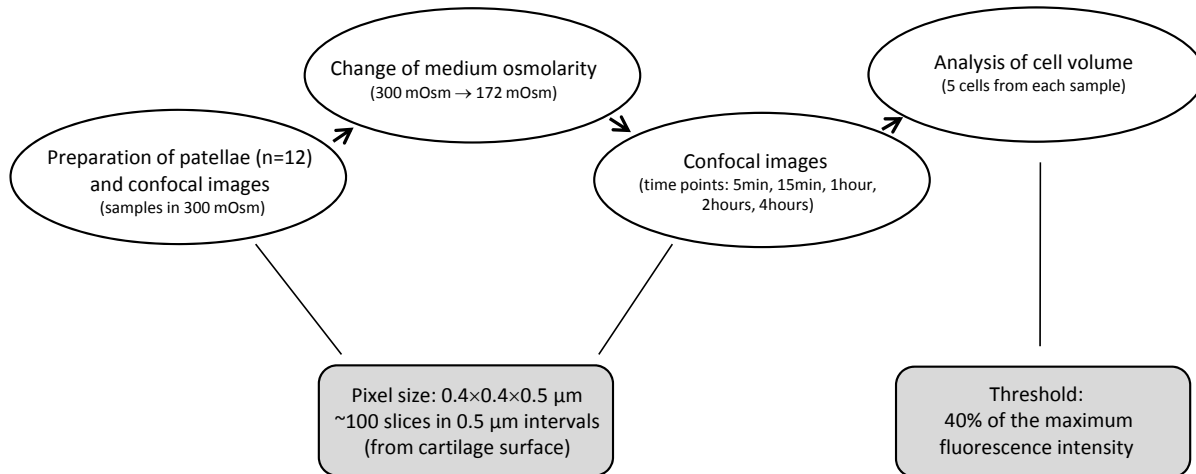 Preparation of patellae (n=12)
and confocal images
(samples in 300 mOsm)
Change of medium osmolarity
(300 mOsm → 172 mOsm)
Confocal images
(time points: 5min, 15min, 1hour,
2hours, 4hours)
Analysis of cell volume
(5 cells from each sample)
Pixel size: 0.4×0.4×0.5 µm
~100 slices in 0.5 µm intervals
(from cartilage surface)
Threshold:
40% of the maximum
fluorescence intensity